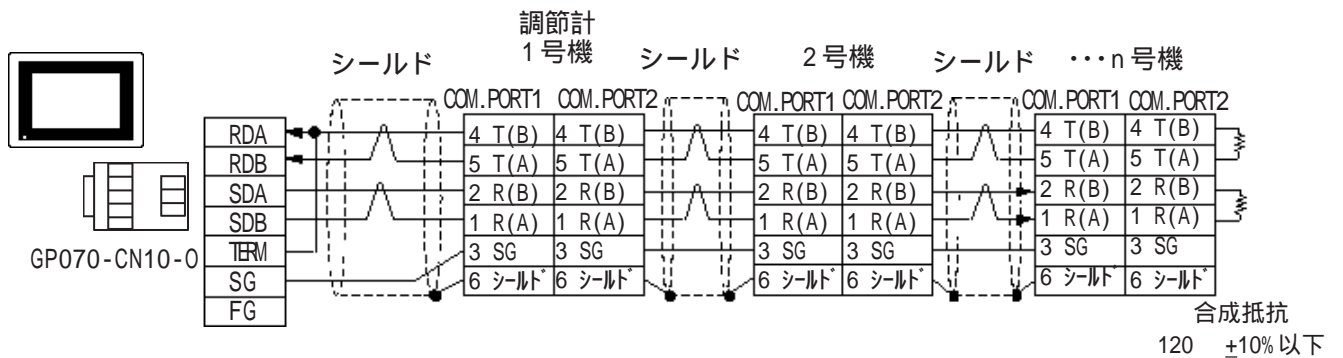 調節計
1号機
シールド
シールド
2号機
シールド
・・・n号機
COM.PORT1 COM.PORT2
COM.PORT1 COM.PORT2
COM.PORT1 COM.PORT2
GP070-CN10-O
RDA
RDB
SDA
SDB
TERM
SG
FG
4 T(B) 4 T(B)
5 T(A) 5 T(A)
2 R(B) 2 R(B)
1 R(A) 1 R(A)
3 SG 3 SG
6 シールド 6 シールド
4 T(B) 4 T(B)
5 T(A) 5 T(A)
2 R(B) 2 R(B)
1 R(A) 1 R(A)
3 SG 3 SG
6 シールド 6 シールド
4 T(B) 4 T(B)
5 T(A) 5 T(A)
2 R(B) 2 R(B)
1 R(A) 1 R(A)
3 SG 3 SG
6 シールド 6 シールド
合成抵抗
120 ±10%以下